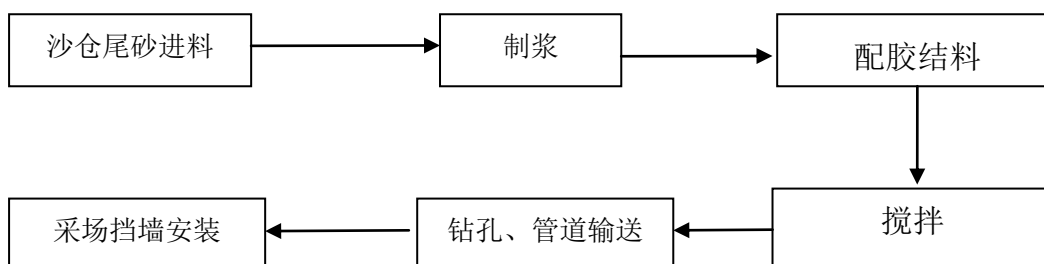 沙仓尾砂进料
制浆
配胶结料
搅拌
钻孔、管道输送
采场挡墙安装